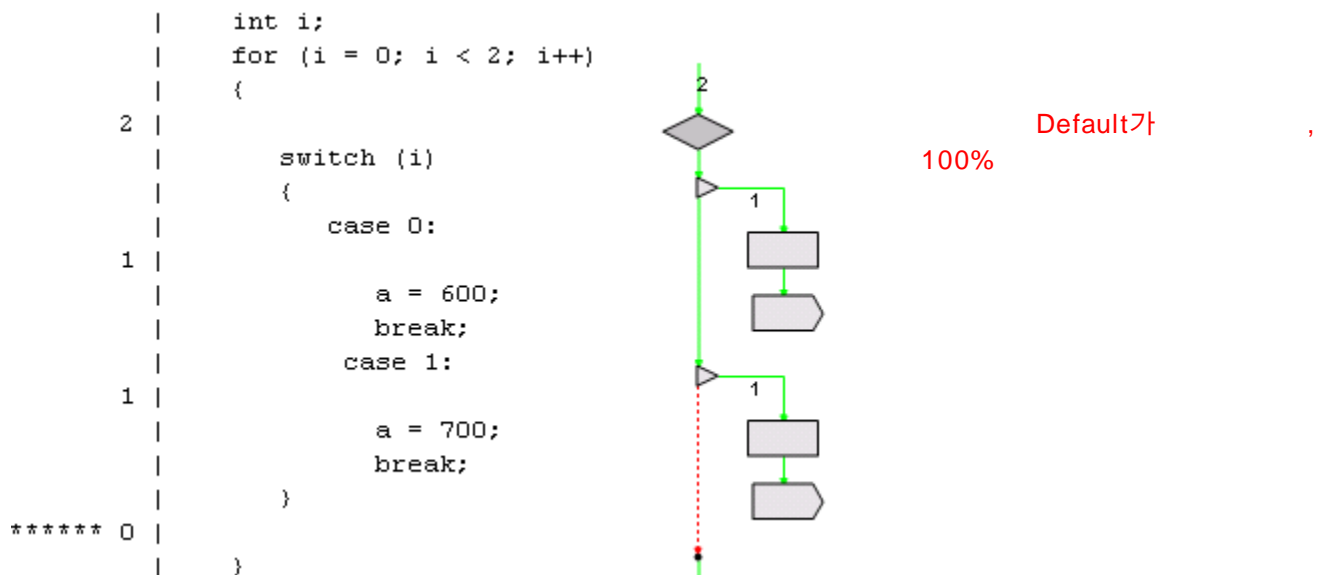 | int i;
| for (i = 0; i < 2; i++)
| {
2 |
| switch (i)
| {
| case 0:
1 |
| a = 600;
| break;
| case 1:
1 |
| a = 700;
| break;
| }
****** 0 |
| }
2
1
1
Default가 ,
100%